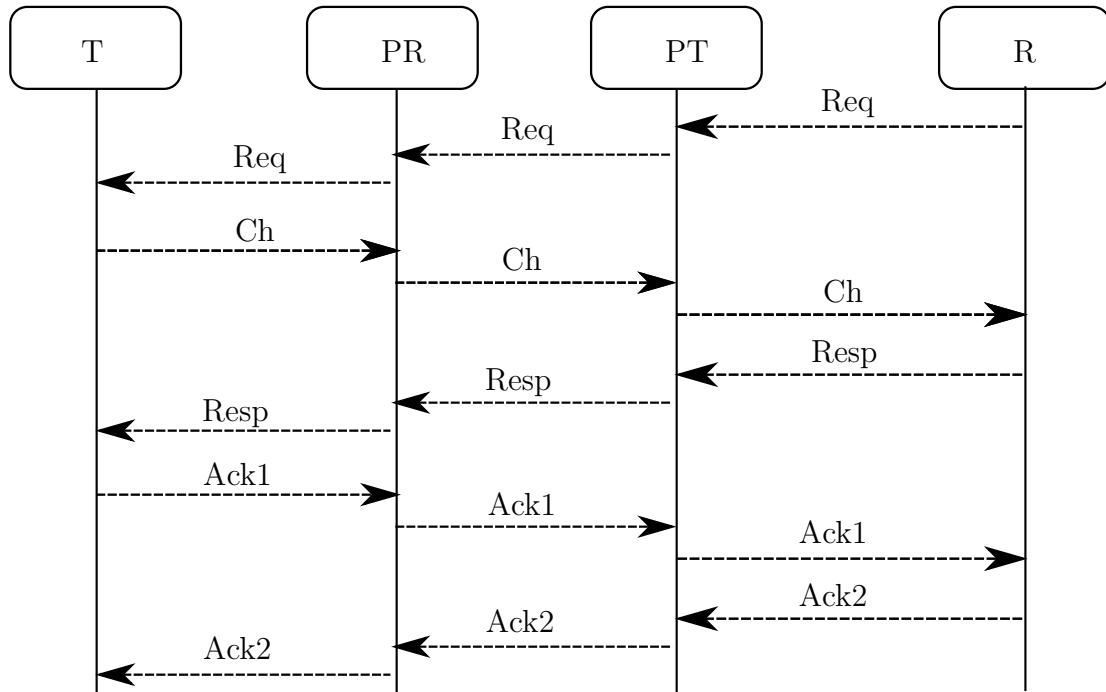 T PR PT R
Req
Req
Req
Ch
Ch
Ch
Resp
Resp
Resp
Ack1
Ack1
Ack1
Ack2
Ack2
Ack2